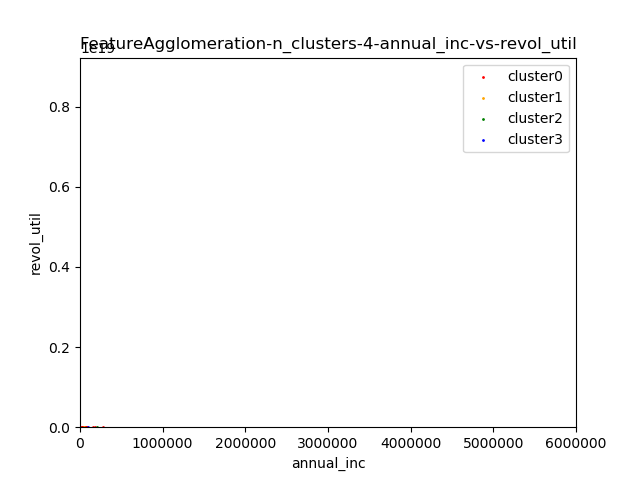 FeatureAgglomeration-n_clusters-4-annual_inc-vs-revol_util
1e19
cluster0
cluster1
cluster2
cluster3
0.8
0.6
0.4
0.2
0.0
revol_util
0 1000000 2000000 3000000 4000000 5000000 6000000
annual_inc